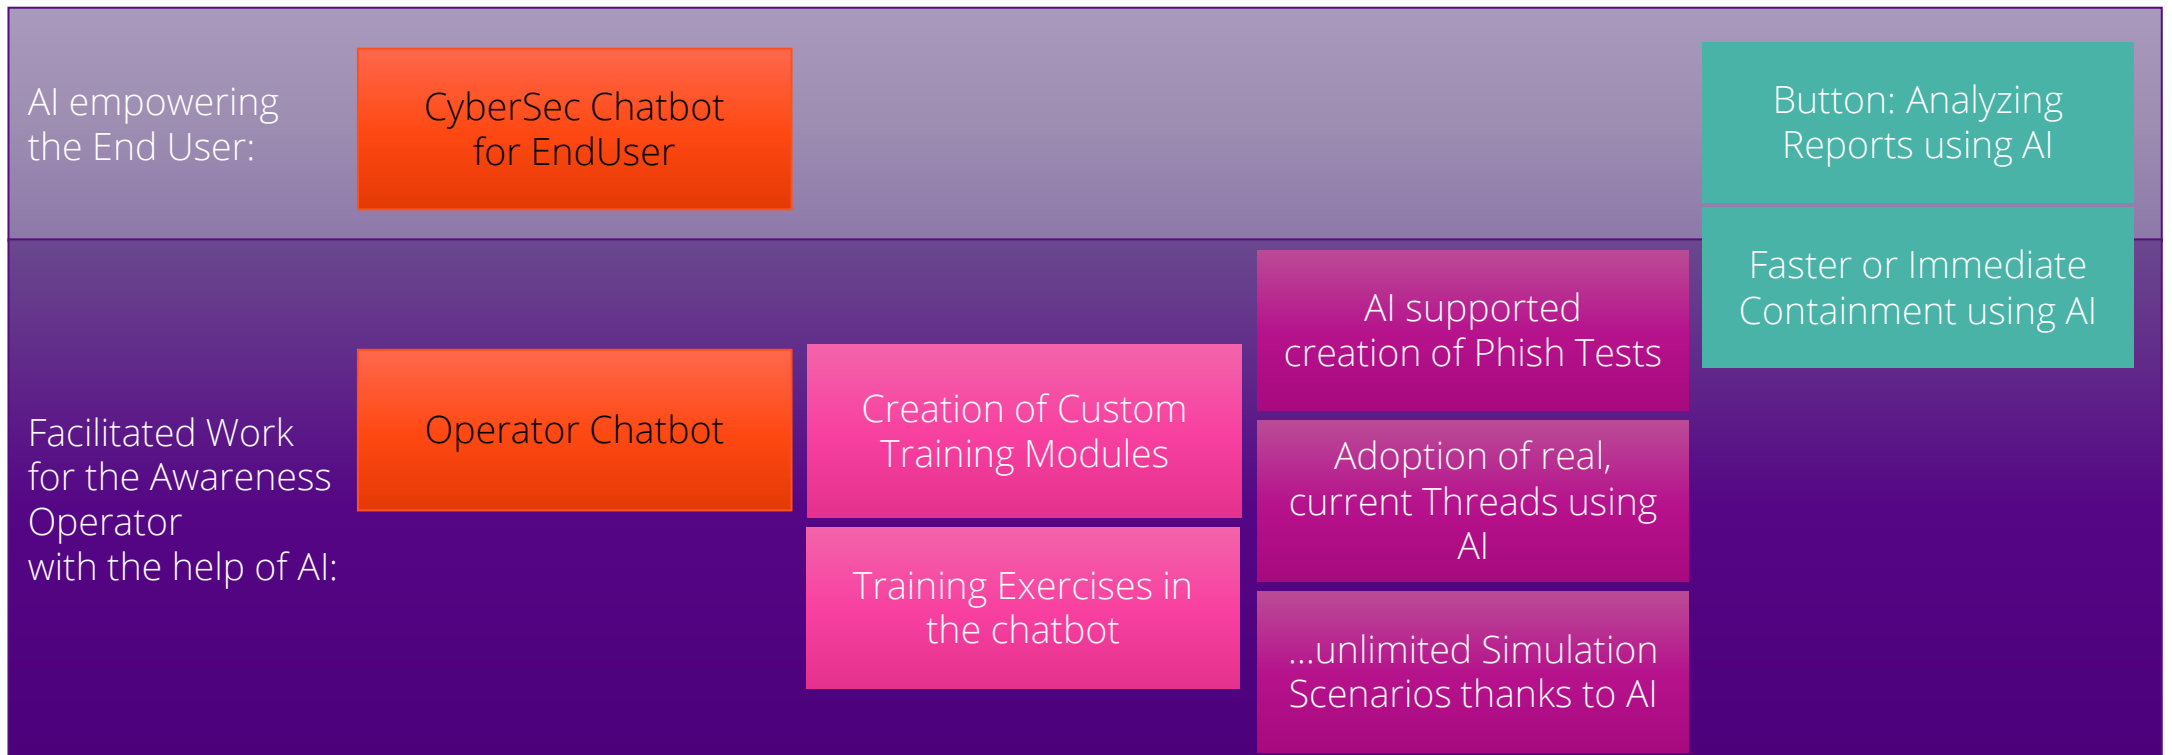 AI empowering
the End User:
CyberSec Chatbot
for EndUser
Button: Analyzing
Reports using AI
Faster or Immediate
Containment using AI
Facilitated Work
for the Awareness
Operator
with the help of AI:
Operator Chatbot
Creation of Custom
Training Modules
Training Exercises in
the chatbot
AI supported
creation of Phish Tests
Adoption of real,
current Threads using
AI
...unlimited Simulation
Scenarios thanks to AI